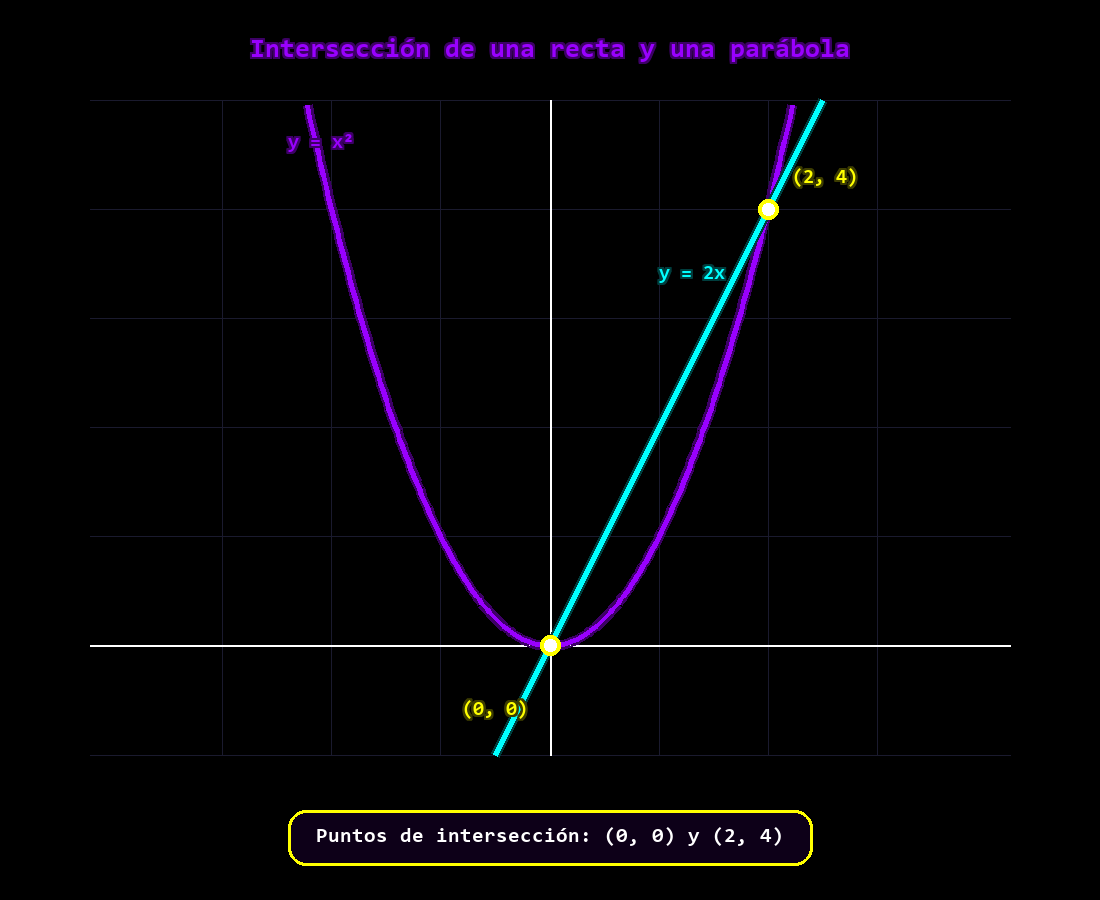 Intersección de una recta y una parábola
y = x²
(2, 4)
y = 2x
(0, 0)
Puntos de intersección: (0, 0) y (2, 4)